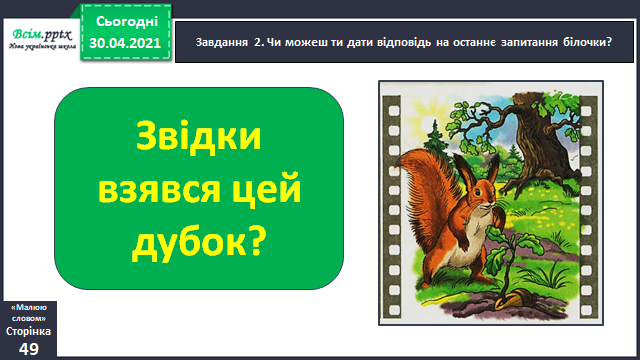 Всім.pptx
Нова українська школа
Сьогодні
30.04.2021
Завдання 2. Чи можеш ти дати відповідь на останнє запитання білочки?
Звідки
взявся цей
дубок?
«Малюю
словом»
Сторінка
49